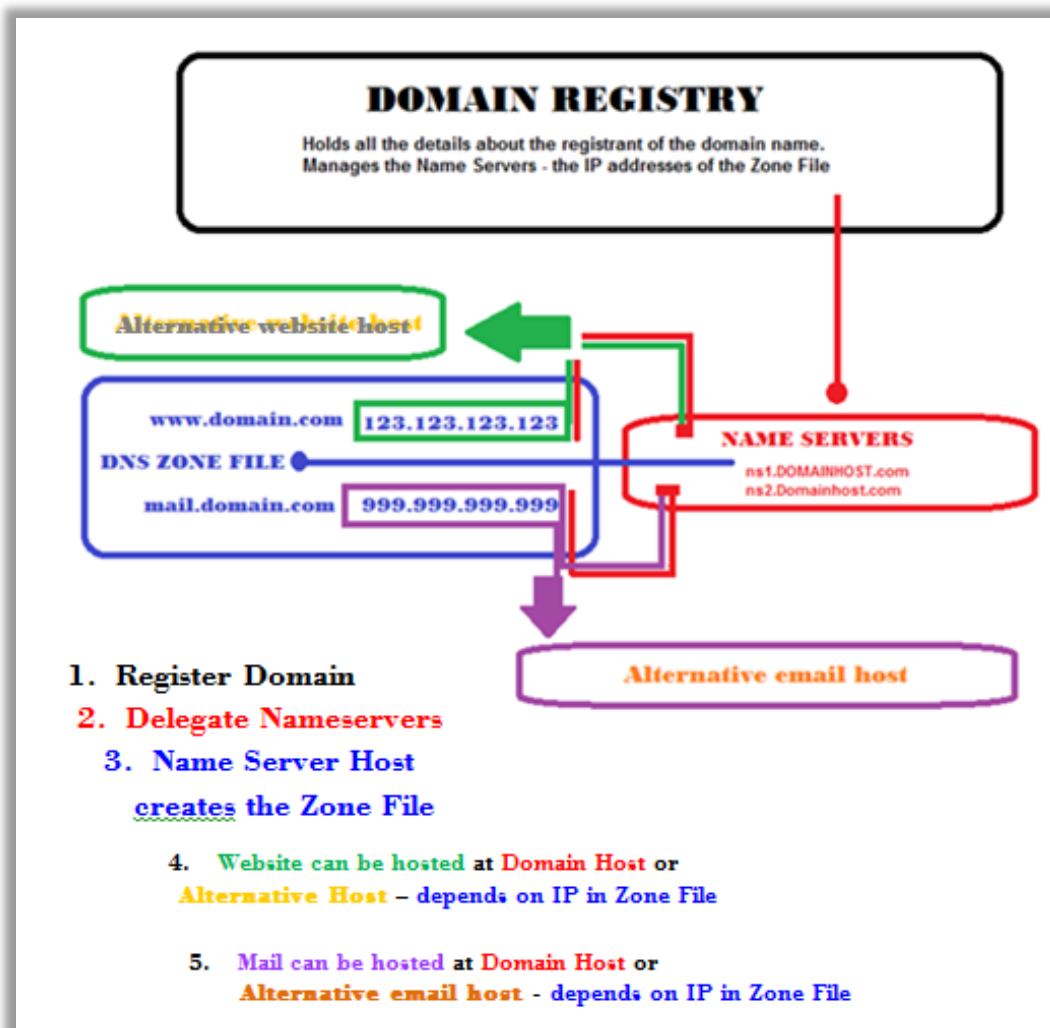 DOMAIN REGISTRY
Holds all the details about the registrant of the domain name.
Manages the Name Servers - the IP addresses of the Zone File
Alternative website host
www.domain.com 123.123.123.123
DNS ZONE FILE
mail.domain.com 999.999.999.999
NAME SERVERS
ns1.DOMAINHOST.com
ns2.Domainhost.com
Alternative email host
1. Register Domain
2. Delegate Nameservers
3. Name Server Host
creates the Zone File
4. Website can be hosted at Domain Host or
Alternative Host – depends on IP in Zone File
5. Mail can be hosted at Domain Host or
Alternative email host - depends on IP in Zone File